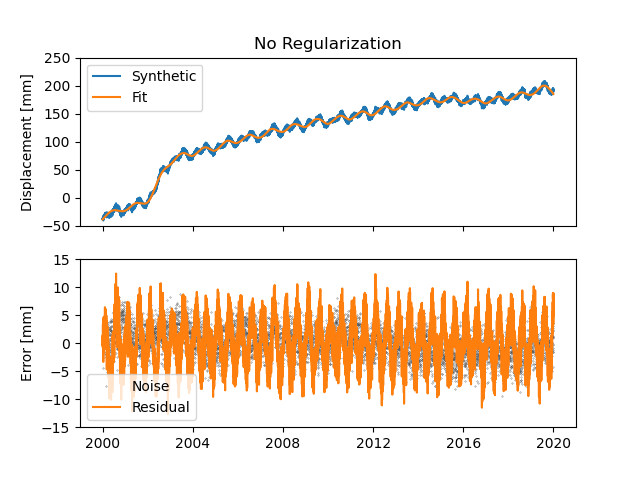 No Regularization
Displacement [mm]
250
200
150
100
50
0
−50
Synthetic
Fit
Error [mm]
15
10
5
0
−5
−10
−15
Noise
Residual
2000 2004 2008 2012 2016 2020